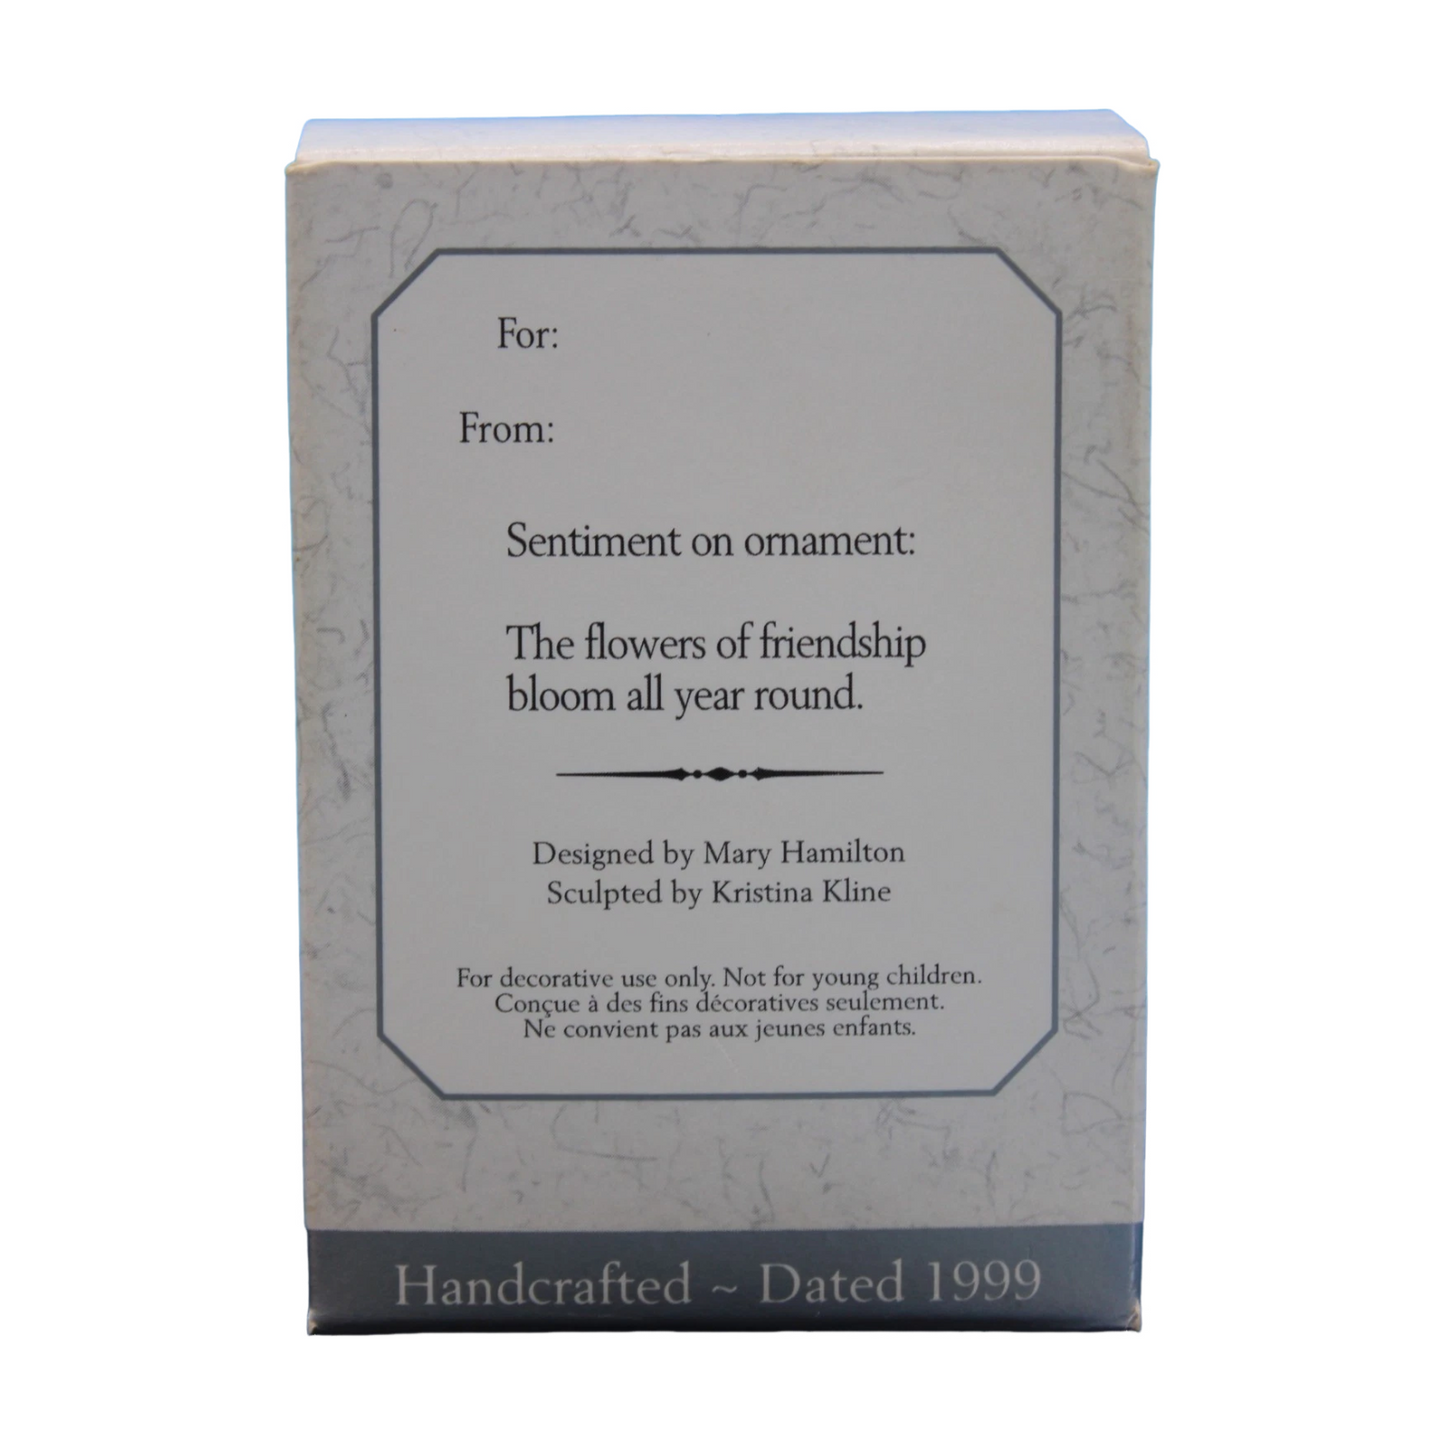 For:
From:
Sentiment on ornament:
The flowers of friendship
bloom all year round.
Designed by Mary Hamilton
Sculpted by Kristina Kline
For decorative use only. Not for young children.
Conçue à des fins décoratives seulement.
Ne convient pas aux jeunes enfants.
Handcrafted ~ Dated 1999